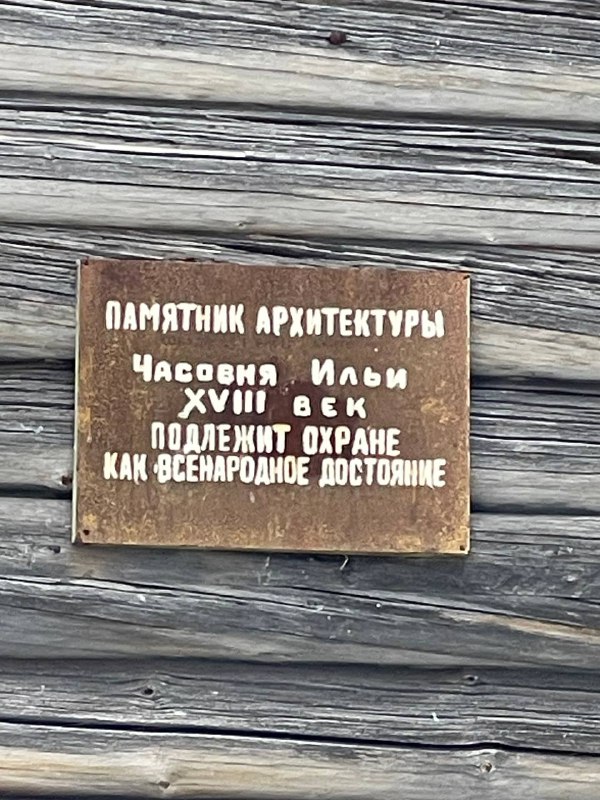 ПАМЯТНИК АРХИТЕКТУРЫ
Часовня Ильи
XVIII век
ПОДЛЕЖИТ ОХРАНЕ
КАК ВСЕНАРОДНОЕ ДОСТОЯНИЕ